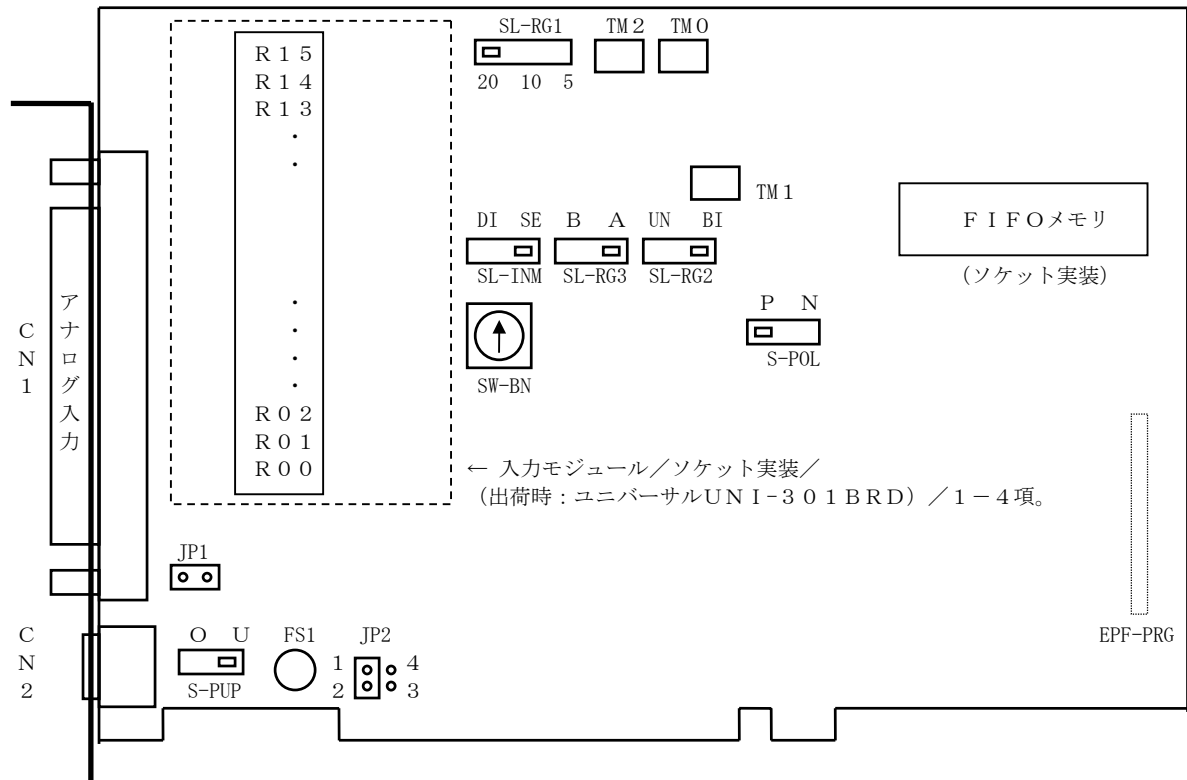 SL-RG1 TM２ TM０
20 10 5
Ｒ１５
Ｒ１４
Ｒ１３
・
・
・
・
・
・
Ｒ０２
Ｒ０１
Ｒ００
TM１
ＦＩＦＯメモリ
（ソケット実装）
DI SE Ｂ Ａ UN BI
SL-INM SL-RG3 SL-RG2
Ｐ Ｎ
S-POL
SW-BN
ＣＮ１
アナログ入力
← 入力モジュール／ソケット実装／
（出荷時：ユニバーサルＵＮＩ-３０１ＢＲＤ）／１－４項。
JP1
ＣＮ２
Ｏ Ｕ FS1 JP2
１ ４
２ ３
S-PUP
EPF-PRG